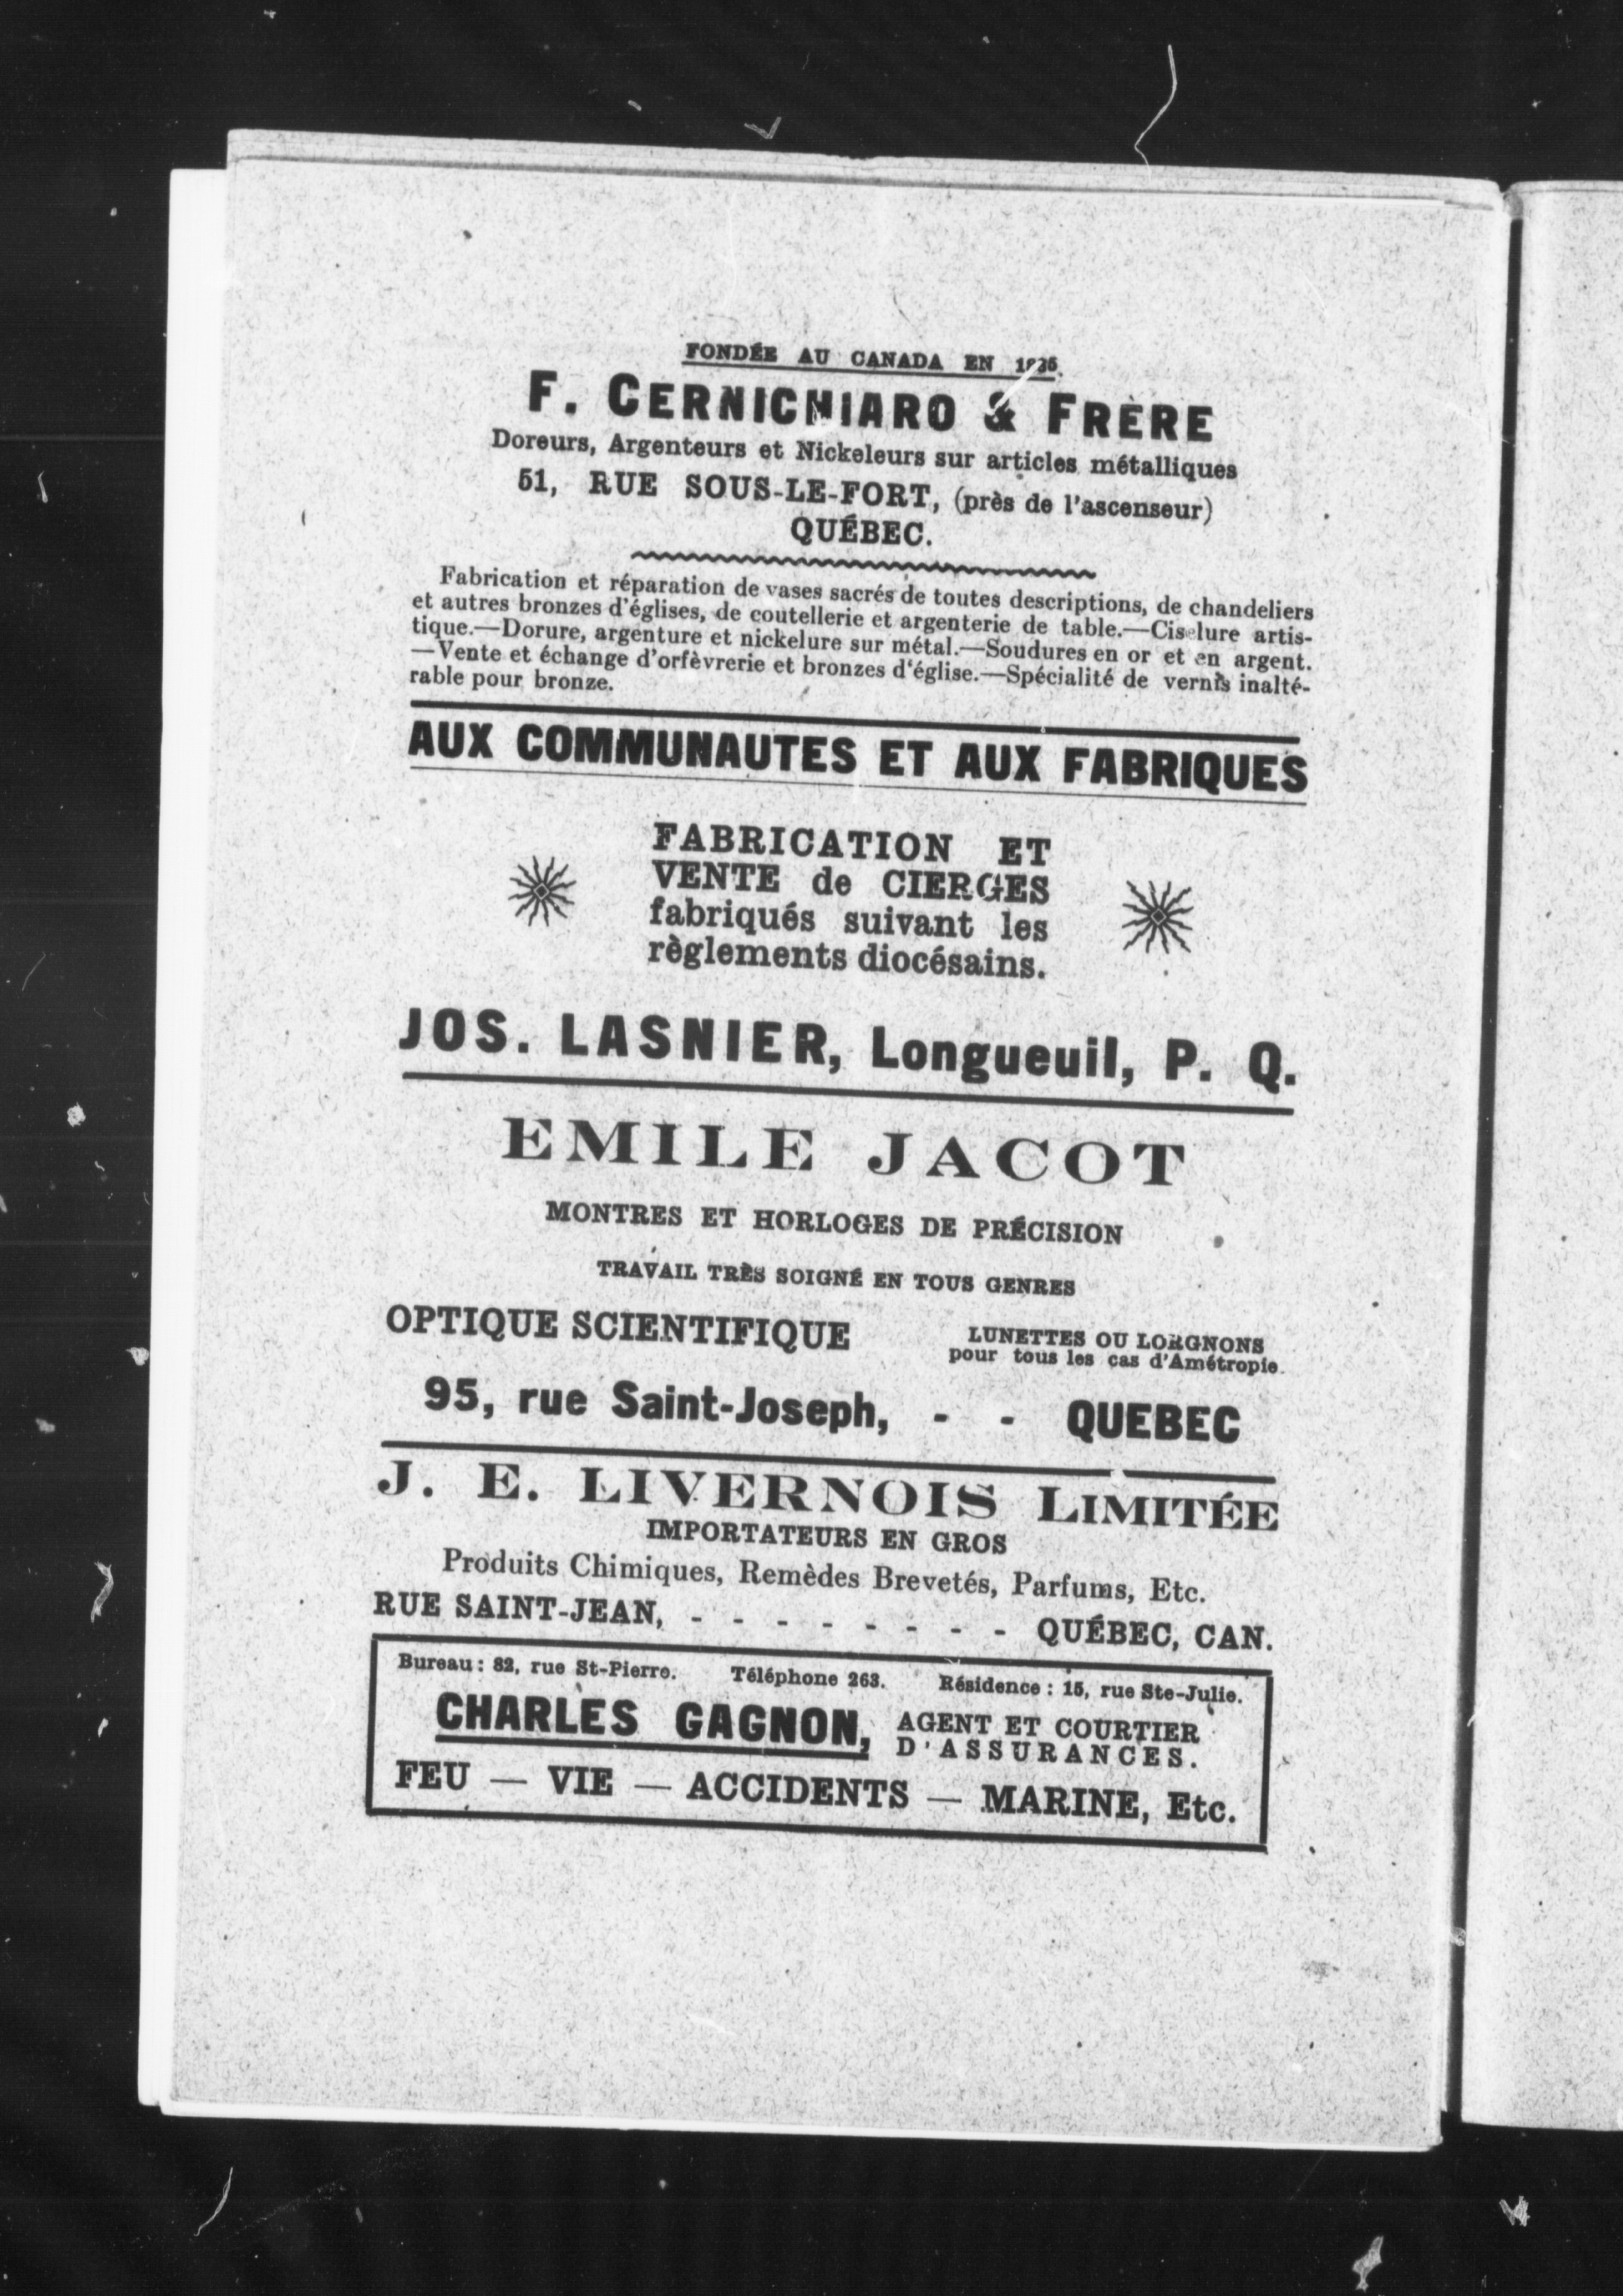 FONDÉE AU CANADA EN
F. CERNICHIARO & FRÈRE
Doreurs, Argenteurs et Nickeleurs sur articles métalliques
51, RUE SOUS-LE-FORT, (près de l'ascenseur)
QUÉBEC.
Fabrication et réparation de vases sacrés de toutes descriptions, de chandeliers
et autres bronzes d'églises, de coutellerie et argenterie de table.—Ciselure artis-
tique.—Dorure, argenture et nickelure sur métal.—Soudures en or et en argent.
—Vente et échange d'orfèvrerie et bronzes d'église.—Spécialité de vernis inalté-
rable pour bronze.
AUX COMMUNAUTES ET AUX FABRIQUES
FABRICATION ET
VENTE de CIERGES
fabriqués suivant les
règlements diocésains.
JOS. LASNIER, Longueuil, P. Q.
EMILE JACOT
MONTRES ET HORLOGES DE PRÉCISION
TRAVAIL TRÈS SOIGNÉ EN TOUS GENRES
OPTIQUE SCIENTIFIQUE
LUNETTES OU LORGNONS
pour tous les cas d'Amétropie.
95, rue Saint-Joseph, - - QUEBEC
J. E. LIVERNOIS LIMITÉE
IMPORTATEURS EN GROS
Produits Chimiques, Remèdes Brevetés, Parfums, Etc.
RUE SAINT-JEAN, - - - - - - - - QUÉBEC, CAN.
Bureau : 82, rue St-Pierre. Téléphone 263. Résidence : 15, rue Ste-Julie.
CHARLES GAGNON,
AGENT ET COURTIER
D'ASSURANCES.
FEU — VIE — ACCIDENTS — MARINE, Etc.